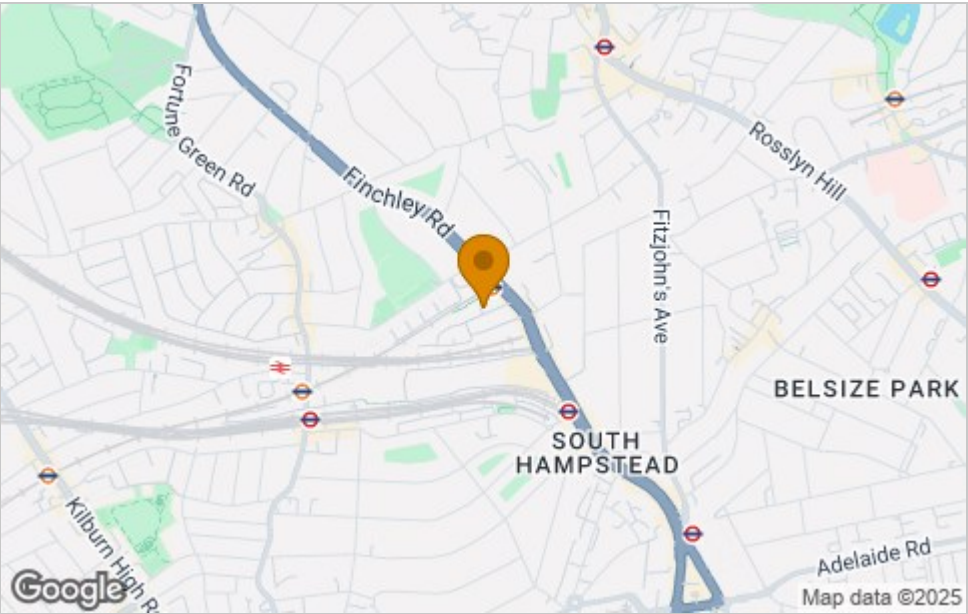 Fortune Green Rd
Finchley Rd
Rosslyn Hill
Fitzjohn's Ave
BELSIZE PARK
SOUTH
HAMPSTEAD
Kilburn High R
Adelaide Rd
Google
Map data ©2025